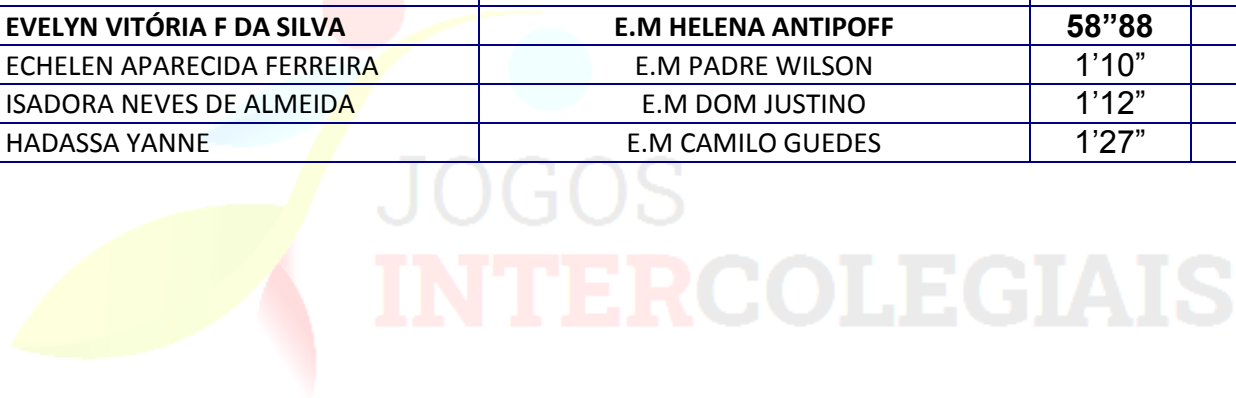 EVELYN VITÓRIA F DA SILVA E.M HELENA ANTIPOFF 58”88
ECHELEN APARECIDA FERREIRA E.M PADRE WILSON 1’10”
ISADORA NEVES DE ALMEIDA E.M DOM JUSTINO 1’12”
HADASSA YANNE E.M CAMILO GUEDES 1’27”
JOGOS
INTERCOLEGIAIS